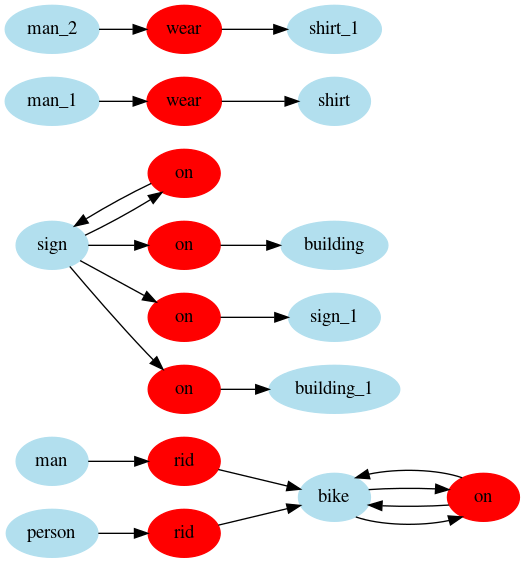 man_2 wear shirt_1
man_1 wear shirt
on
sign on building
on sign_1
on building_1
man rid
bike on
person rid